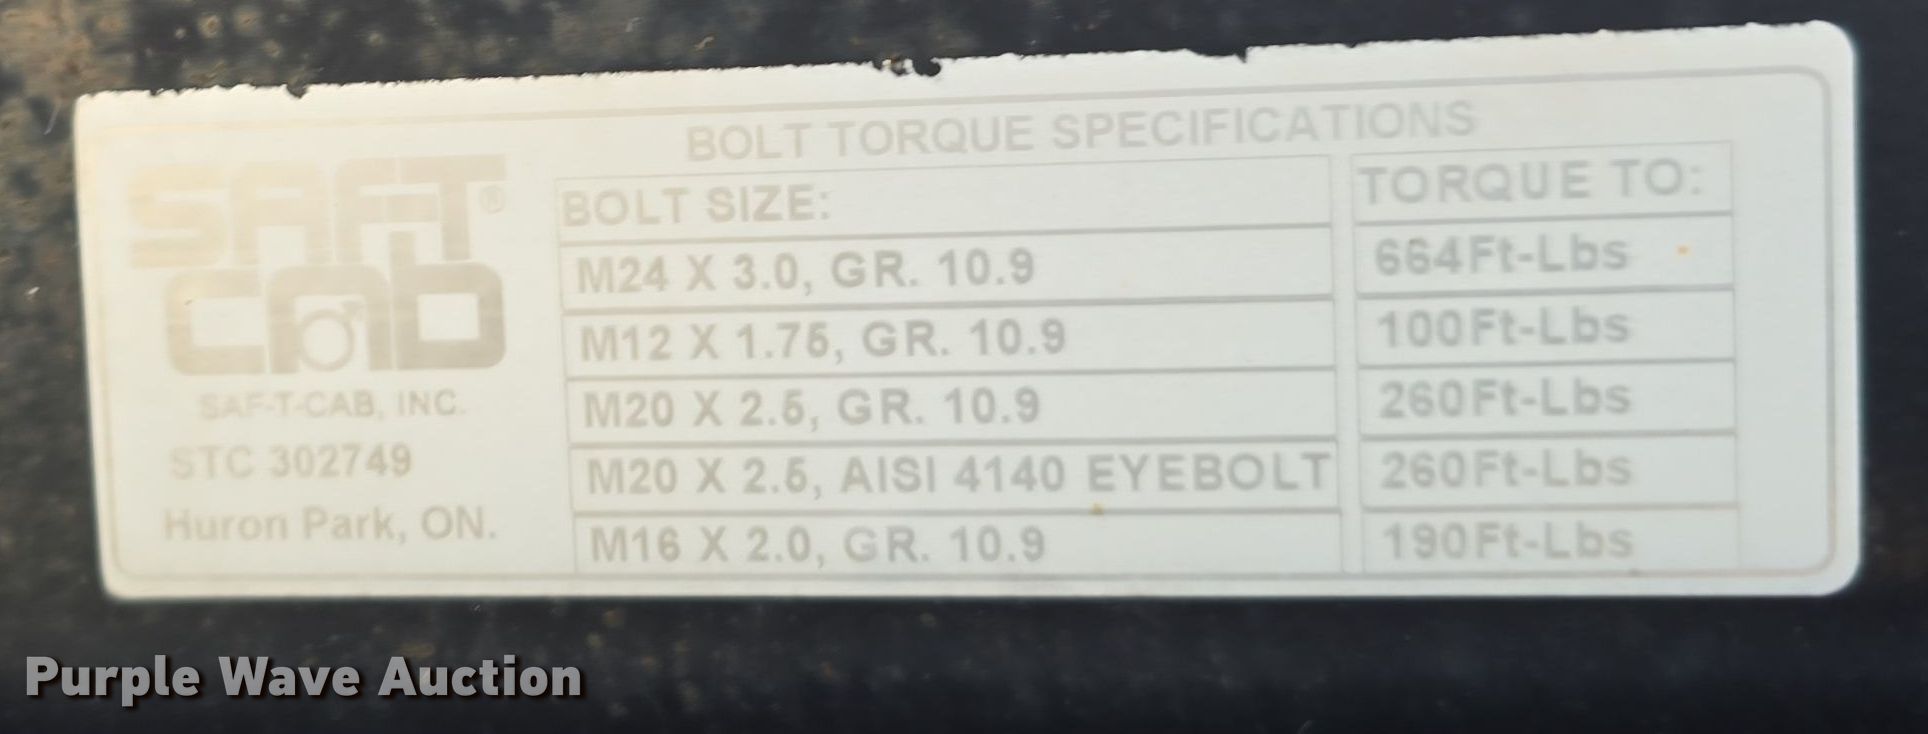 BOLT TORQUE SPECIFICATIONS
SAF-T CAB®
SAF-T-CAB, INC.
STC 302749
Huron Park, ON.
BOLT SIZE: TORQUE TO:
M24 X 3.0, GR. 10.9 664Ft-Lbs
M12 X 1.75, GR. 10.9 100Ft-Lbs
M20 X 2.5, GR. 10.9 260Ft-Lbs
M20 X 2.5, AISI 4140 EYEBOLT 260Ft-Lbs
M16 X 2.0, GR. 10.9 190Ft-Lbs
Purple Wave Auction